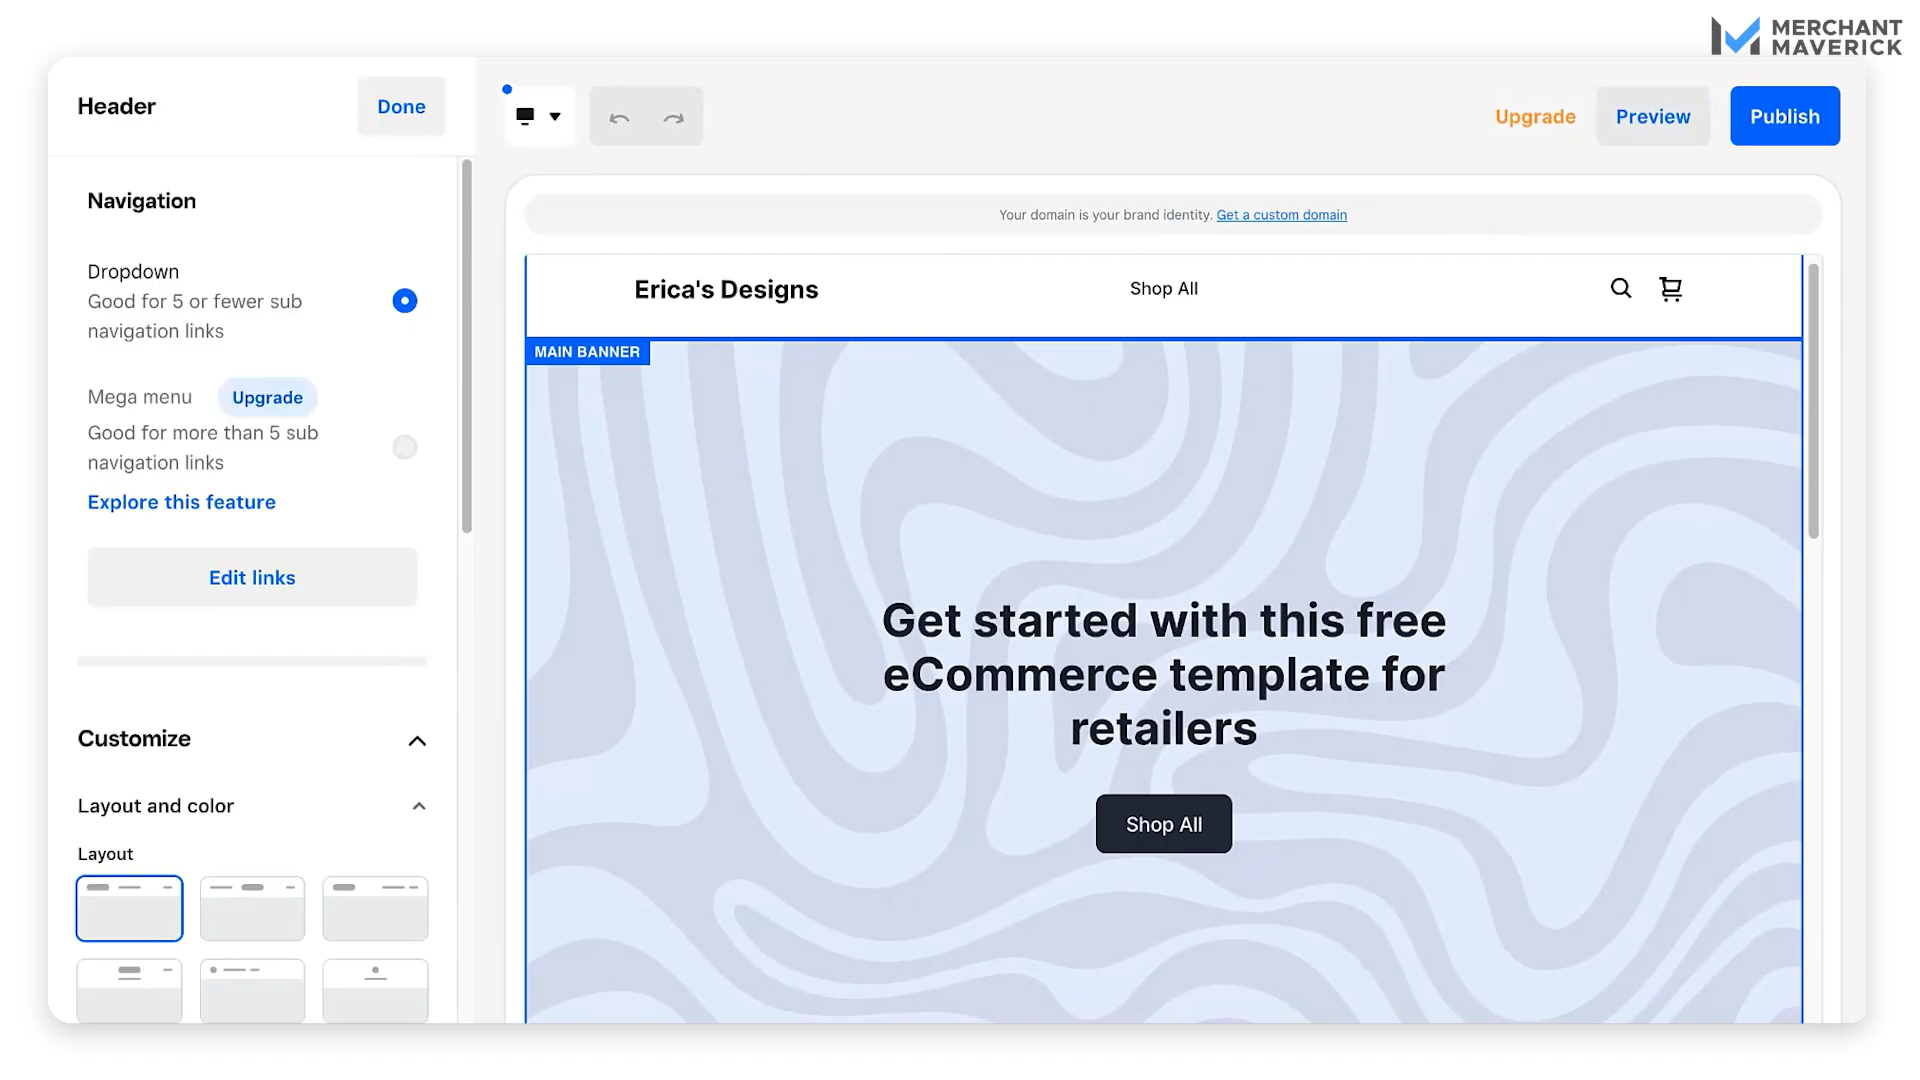 MERCHANT
MAVERICK
Header
Done
Upgrade
Preview
Publish
Navigation
Dropdown
Good for 5 or fewer sub
navigation links
Mega menu
Upgrade
Good for more than 5 sub
navigation links
Explore this feature
Edit links
Customize
Layout and color
Layout
Your domain is your brand identity. Get a custom domain
Erica's Designs
Shop All
MAIN BANNER
Get started with this free
eCommerce template for
retailers
Shop All